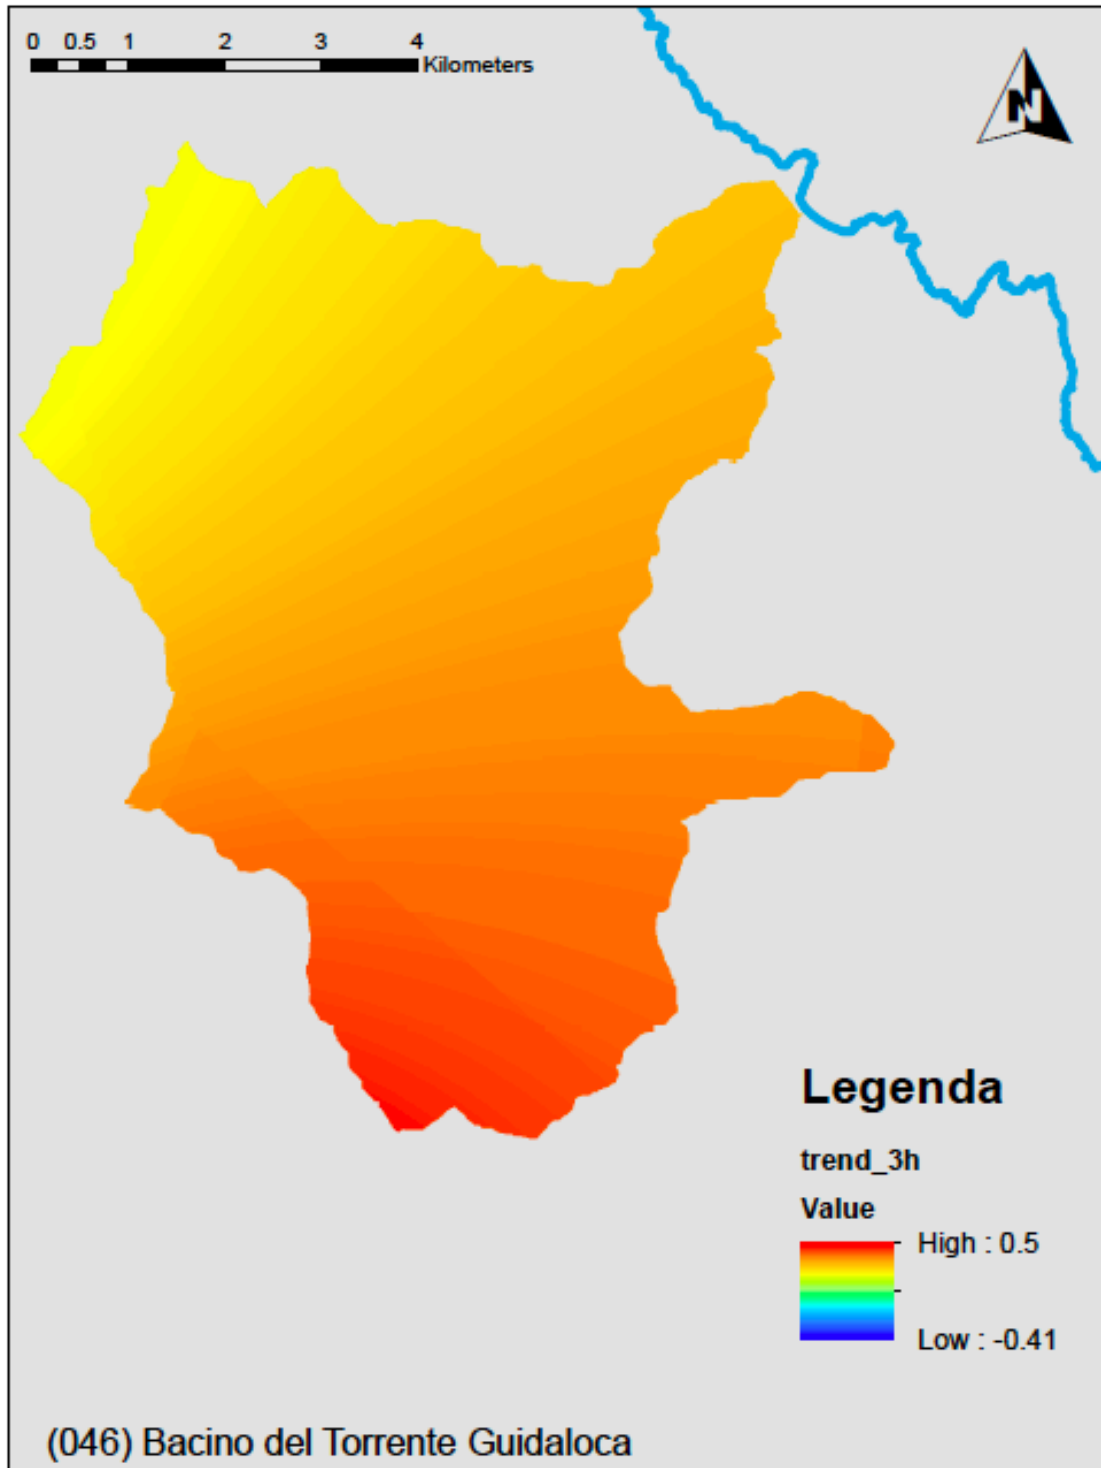 0 0.5 1 2 3 4
Kilometers
N
Legenda
trend_3h
Value
High : 0.5
Low : -0.41
(046) Bacino del Torrente Guidaloca